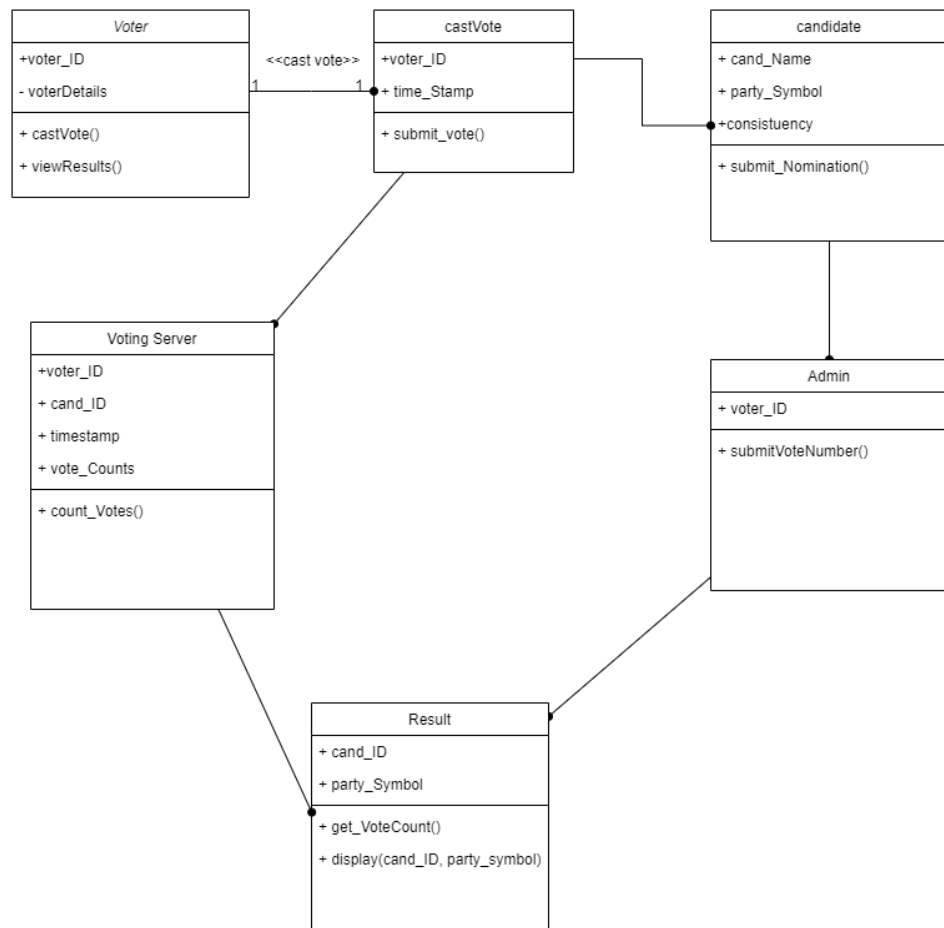 Voter
+voter_ID
- voterDetails
+ castVote()
+ viewResults()
<<cast vote>>
1
1
castVote
+voter_ID
+ time_Stamp
+ submit_vote()
candidate
+ cand_Name
+ party_Symbol
+consistuency
+ submit_Nomination()
Voting Server
+voter_ID
+ cand_ID
+ timestamp
+ vote_Counts
+ count_Votes()
Admin
+ voter_ID
+ submitVoteNumber()
Result
+ cand_ID
+ party_Symbol
+ get_VoteCount()
+ display(cand_ID, party_symbol)